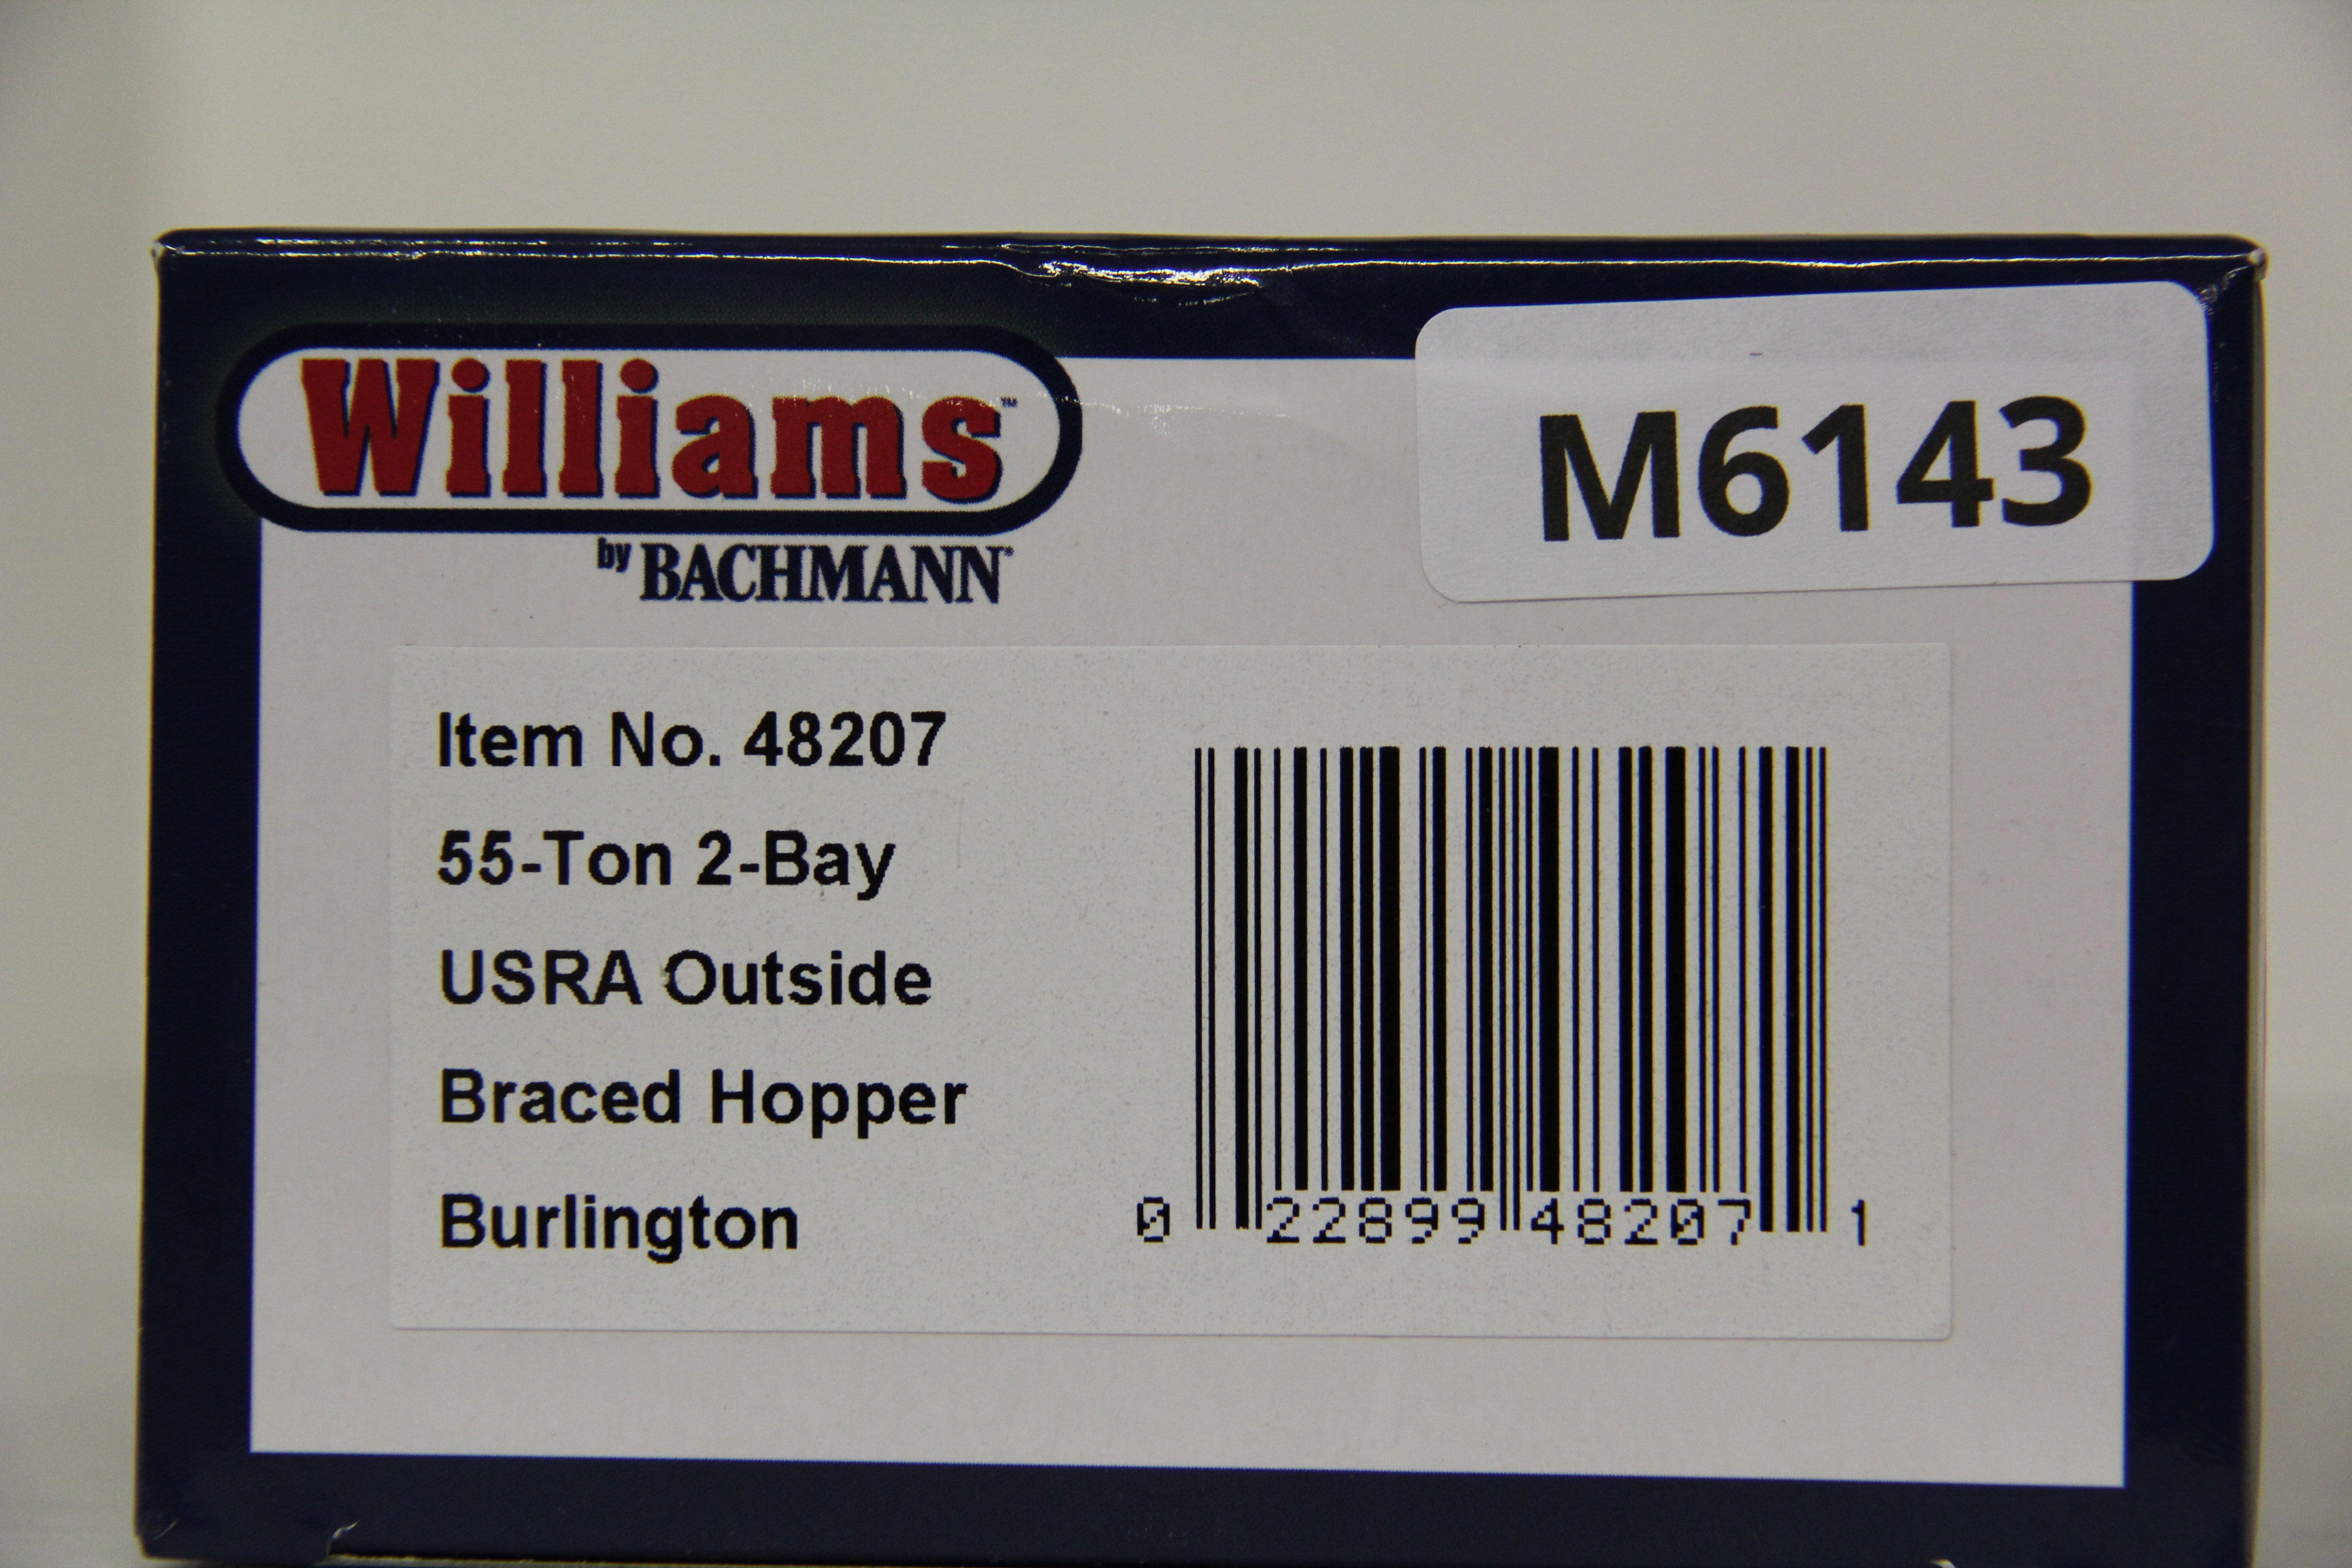 Williams™
by BACHMANN®
M6143
Item No. 48207
55-Ton 2-Bay
USRA Outside
Braced Hopper
Burlington
0 22899 48207 1